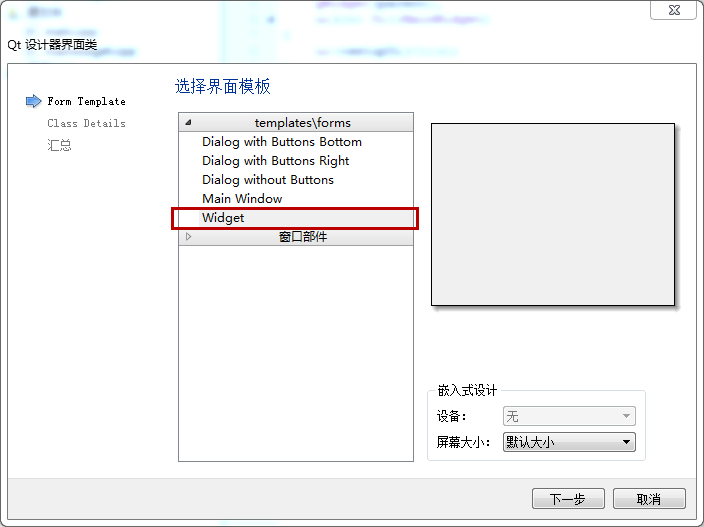 Qt 设计器界面类
Form Template
Class Details
汇总
选择界面模板
templates\forms
Dialog with Buttons Bottom
Dialog with Buttons Right
Dialog without Buttons
Main Window
Widget
窗口部件
嵌入式设计
设备： 无
屏幕大小： 默认大小
下一步 取消